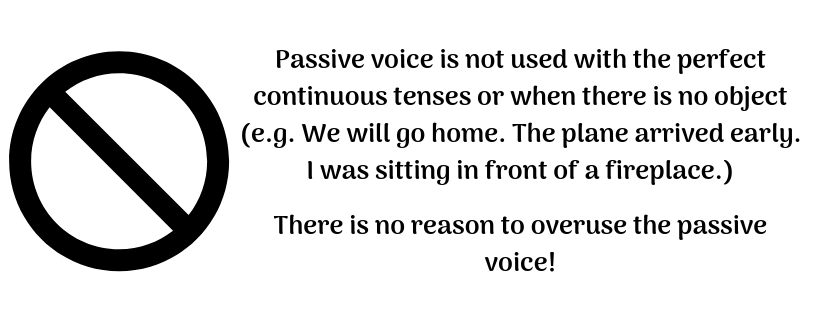 Passive voice is not used with the perfect
continuous tenses or when there is no object
(e.g. We will go home. The plane arrived early.
I was sitting in front of a fireplace.)
There is no reason to overuse the passive
voice!